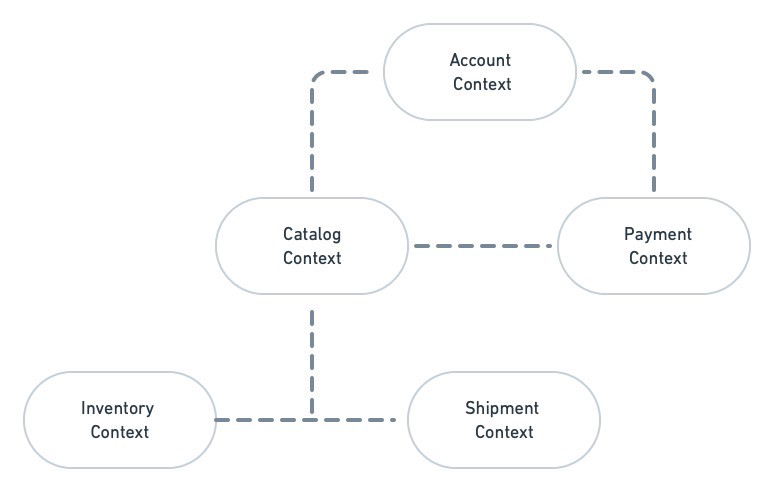 Account
Context
Catalog
Context
Payment
Context
Inventory
Context
Shipment
Context